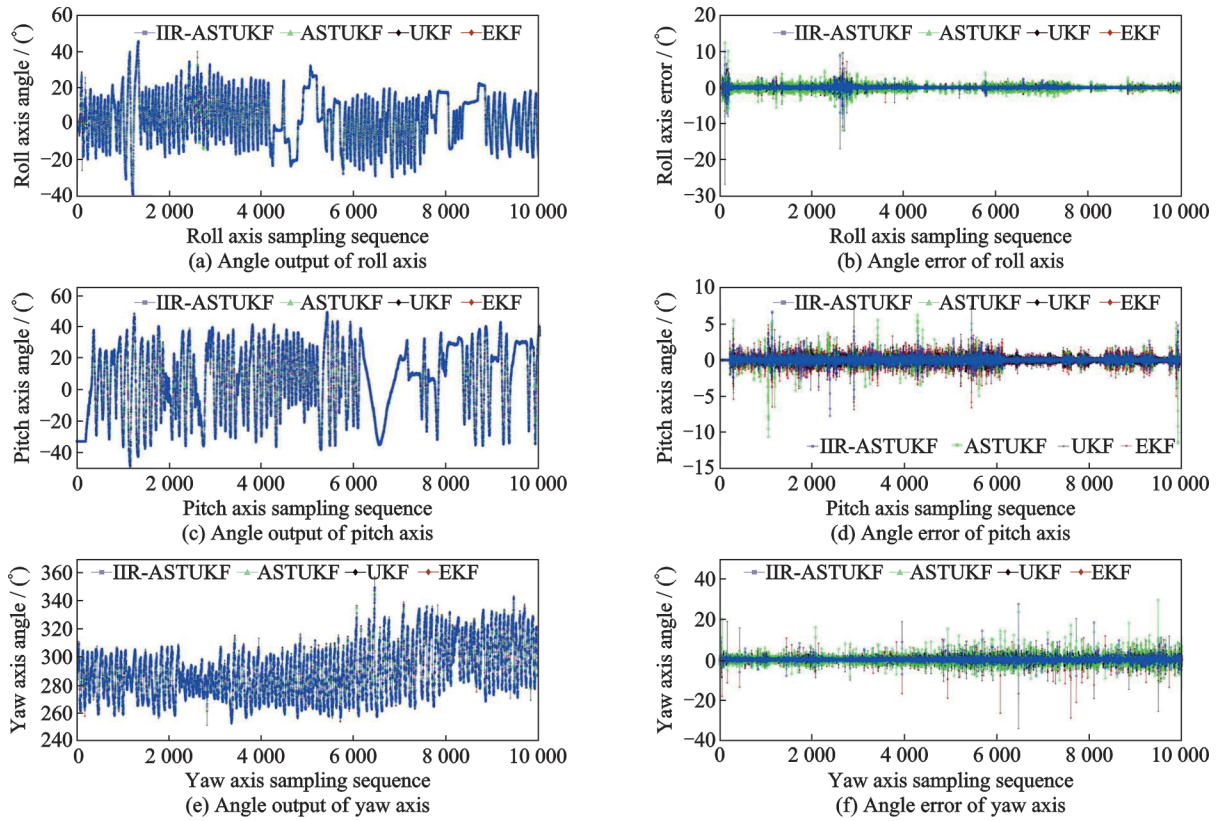 60
40
20
0
−20
−40
Roll axis angle / (°)
IIR-ASTUKF ASTUKF UKF EKF
0 2 000 4 000 6 000 8 000 10 000
Roll axis sampling sequence
(a) Angle output of roll axis
20
10
0
−10
−20
−30
Roll axis error / (°)
IIR-ASTUKF ASTUKF UKF EKF
0 2 000 4 000 6 000 8 000 10 000
Roll axis sampling sequence
(b) Angle error of roll axis
60
40
20
0
−20
−40
Pitch axis angle / (°)
IIR-ASTUKF ASTUKF UKF EKF
0 2 000 4 000 6 000 8 000 10 000
Pitch axis sampling sequence
(c) Angle output of pitch axis
10
5
0
−5
−10
−15
Pitch axis angle / (°)
IIR-ASTUKF ASTUKF UKF EKF
IIR-ASTUKF ASTUKF UKF EKF
0 2 000 4 000 6 000 8 000 10 000
Pitch axis sampling sequence
(d) Angle error of pitch axis
360
340
320
300
280
260
240
Yaw axis angle / (°)
IIR-ASTUKF ASTUKF UKF EKF
0 2 000 4 000 6 000 8 000 10 000
Yaw axis sampling sequence
(e) Angle output of yaw axis
40
20
0
−20
−40
Yaw axis angle / (°)
IIR-ASTUKF ASTUKF UKF EKF
0 2 000 4 000 6 000 8 000 10 000
Yaw axis sampling sequence
(f) Angle error of yaw axis